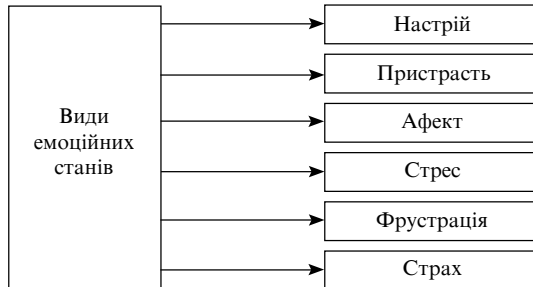 Види
емоційних
станів
Настрій
Пристрасть
Афект
Стрес
Фрустрація
Страх